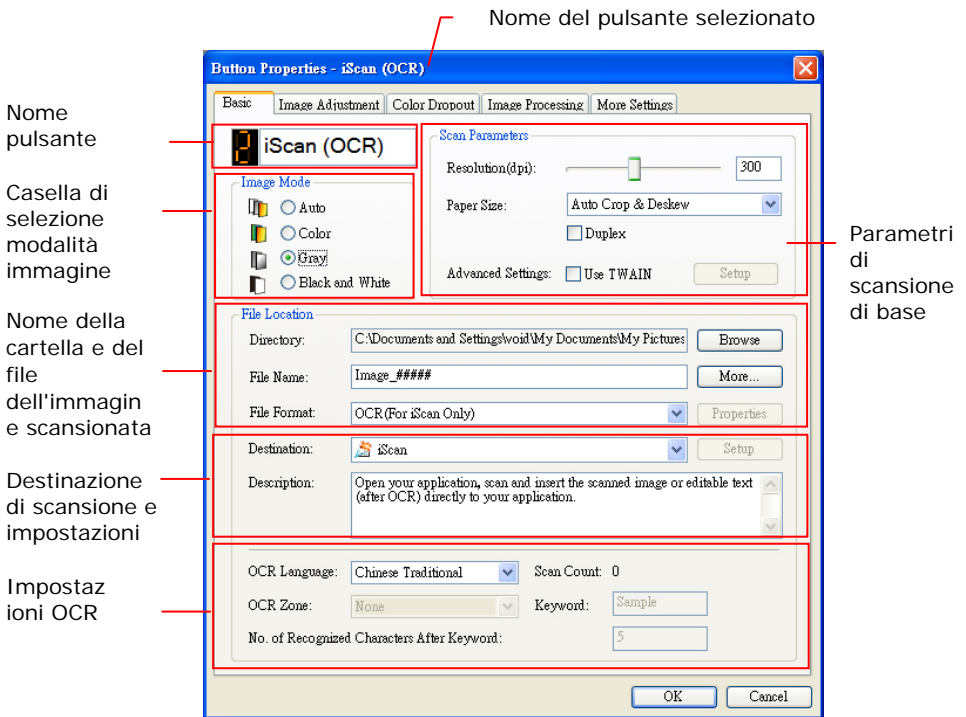 Nome del pulsante selezionato
Button Properties - iScan (OCR)
Basic Image Adjustment Color Dropout Image Processing More Settings
Nome
pulsante
2 iScan (OCR)
Scan Parameters
Resolution(dpi): 300
Paper Size: Auto Crop & Deskew
Duplex
Advanced Settings: Use TWAIN Setup
Casella di
selezione
modalità
immagine
Image Mode
Auto
Color
Gray
Black and White
Parametri
di
scansione
di base
Nome della
cartella e del
file
dell'immagin
e scansionata
File Location
Directory: C:\Documents and Settings\void\My Documents\My Pictures Browse
File Name: Image_##### More...
File Format: OCR(For iScan Only) Properties
Destinazione
di scansione e
impostazioni
Destination: iScan Setup
Description: Open your application, scan and insert the scanned image or editable text
(after OCR) directly to your application.
Impostaz
ioni OCR
OCR Language: Chinese Traditional Scan Count: 0
OCR Zone: None Keyword: Sample
No. of Recognized Characters After Keyword: 5
OK Cancel